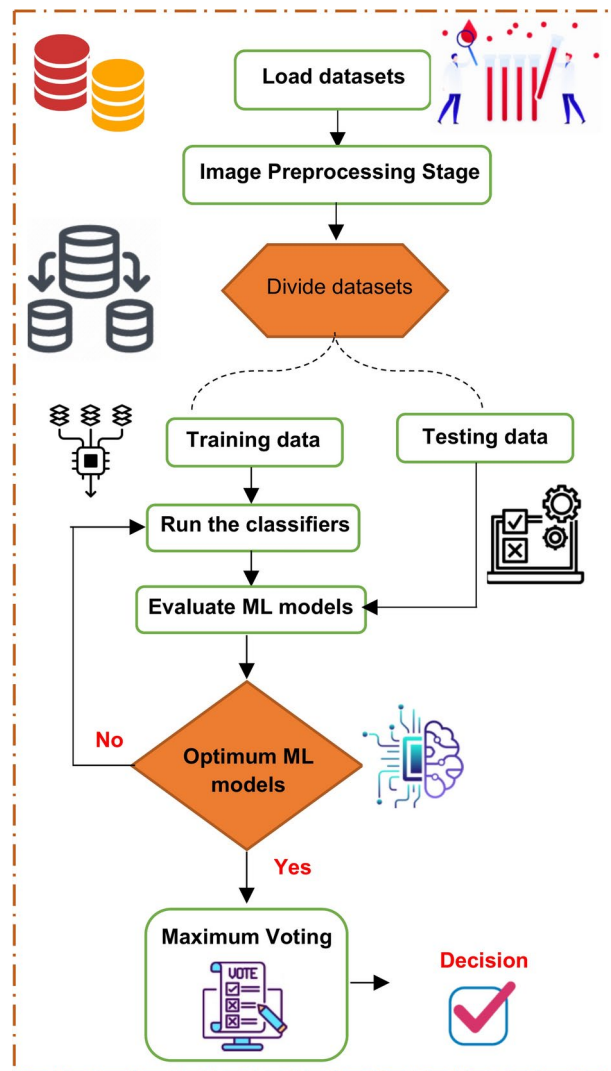 Load datasets
Image Preprocessing Stage
Divide datasets
Training data
Testing data
Run the classifiers
Evaluate ML models
No
Optimum ML
models
Yes
Maximum Voting
VOTE
Decision